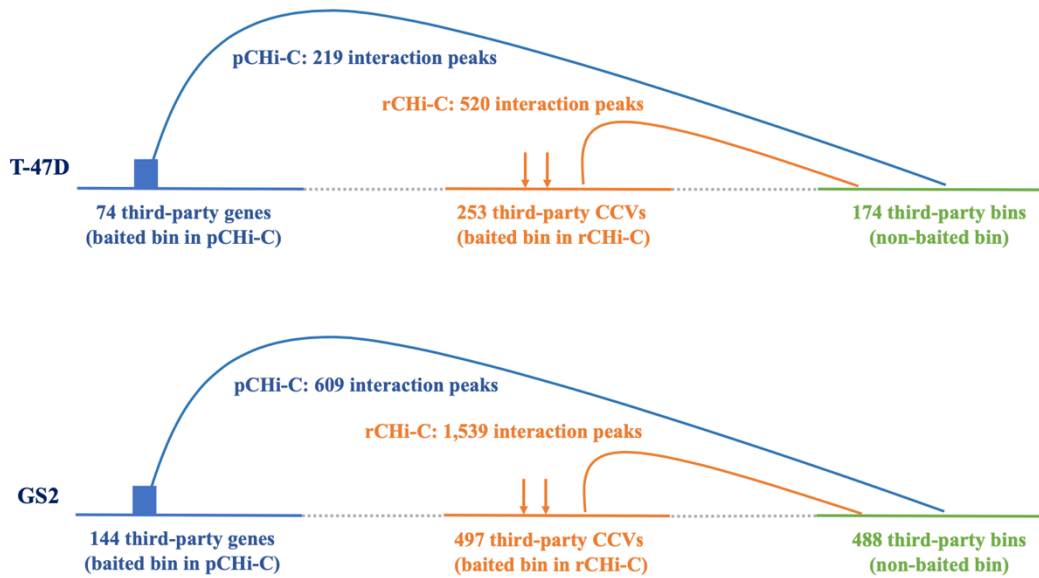 pCHi-C: 219 interaction peaks
rCHi-C: 520 interaction peaks
T-47D
74 third-party genes
(baited bin in pCHi-C)
253 third-party CCVs
(baited bin in rCHi-C)
174 third-party bins
(non-baited bin)
pCHi-C: 609 interaction peaks
rCHi-C: 1,539 interaction peaks
GS2
144 third-party genes
(baited bin in pCHi-C)
497 third-party CCVs
(baited bin in rCHi-C)
488 third-party bins
(non-baited bin)